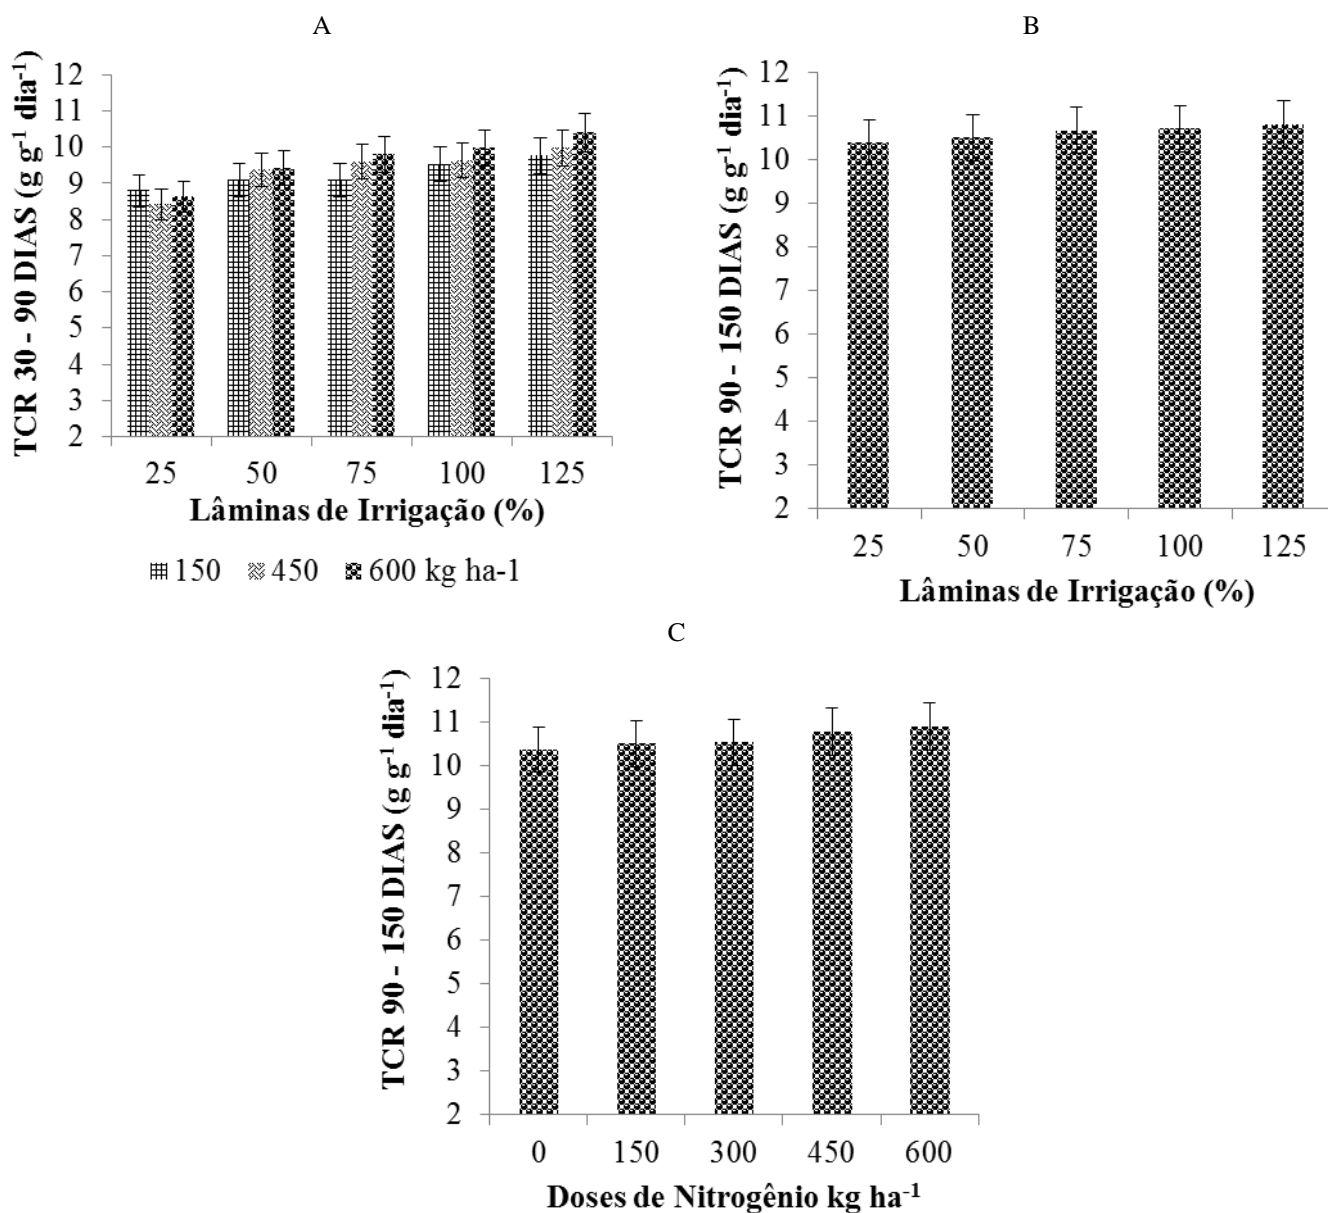 A
TCR 30 - 90 DIAS (g g⁻¹ dia⁻¹)
12
11
10
9
8
7
6
5
4
3
2
25 50 75 100 125
Lâminas de Irrigação (%)
150 450 600 kg ha-1
B
TCR 90 - 150 DIAS (g g⁻¹ dia⁻¹)
12
11
10
9
8
7
6
5
4
3
2
25 50 75 100 125
Lâminas de Irrigação (%)
C
TCR 90 - 150 DIAS (g g⁻¹ dia⁻¹)
12
11
10
9
8
7
6
5
4
3
2
0 150 300 450 600
Doses de Nitrogênio kg ha⁻¹